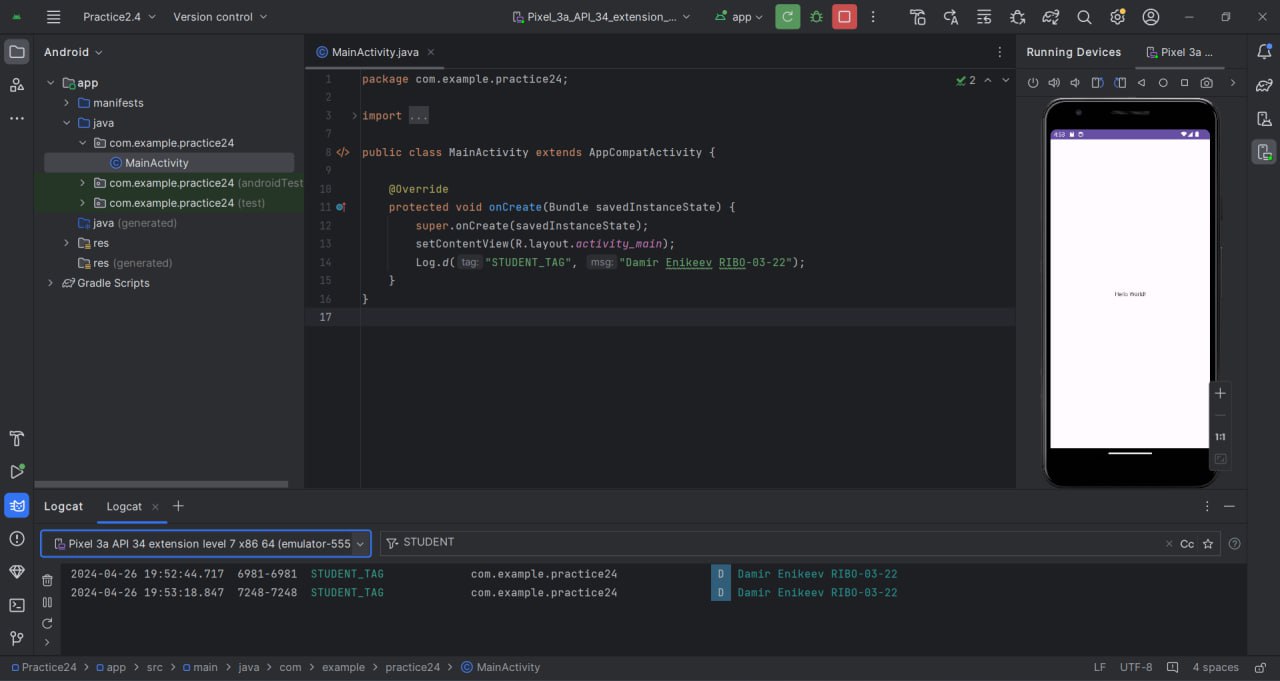 Practice2.4 Version control Pixel_3a_API_34_extension_... app
Android
app
manifests
java
com.example.practice24
MainActivity
com.example.practice24 (androidTest
com.example.practice24 (test)
java (generated)
res
res (generated)
Gradle Scripts
MainActivity.java
2
1 package com.example.practice24;
2
3 import ...
7
8 public class MainActivity extends AppCompatActivity {
9
10 @Override
11 protected void onCreate(Bundle savedInstanceState) {
12 super.onCreate(savedInstanceState);
13 setContentView(R.layout.activity_main);
14 Log.d( tag: "STUDENT_TAG", msg: "Damir Enikeev RIBO-03-22");
15 }
16 }
17
Running Devices Pixel 3a ...
4:53
Hello World!
1:1
Logcat Logcat
Pixel 3a API 34 extension level 7 x86 64 (emulator-555 STUDENT Cc
2024-04-26 19:52:44.717 6981-6981 STUDENT_TAG com.example.practice24 D Damir Enikeev RIBO-03-22
2024-04-26 19:53:18.847 7248-7248 STUDENT_TAG com.example.practice24 D Damir Enikeev RIBO-03-22
Practice24 app src main java com example practice24 MainActivity LF UTF-8 4 spaces